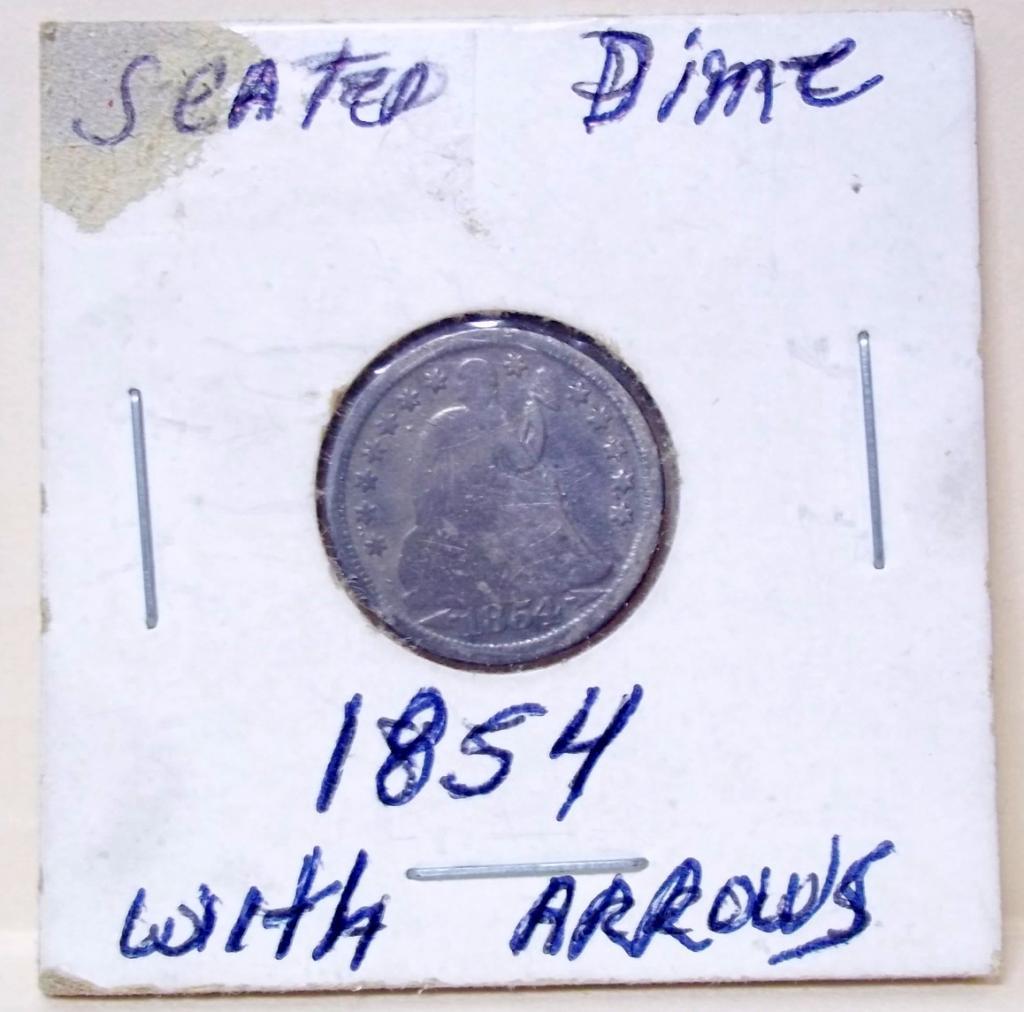 SeATeD Dime
1854
1854
with ARROWS